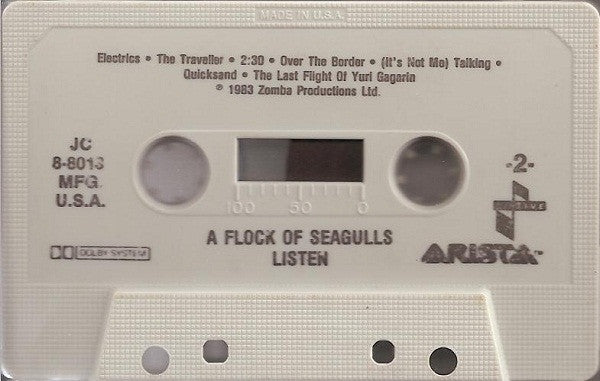 MADE IN U.S.A.
Electrics • The Traveller • 2:30 • Over The Border • (It's Not Me) Talking •
Quicksand • The Last Flight Of Yuri Gagarin
℗ 1983 Zomba Productions Ltd.
JC
8-8013
MFG.
U.S.A.
-2-
100 50 0
A FLOCK OF SEAGULLS
LISTEN
DOLBY SYSTEM
JIVE
ARISTA